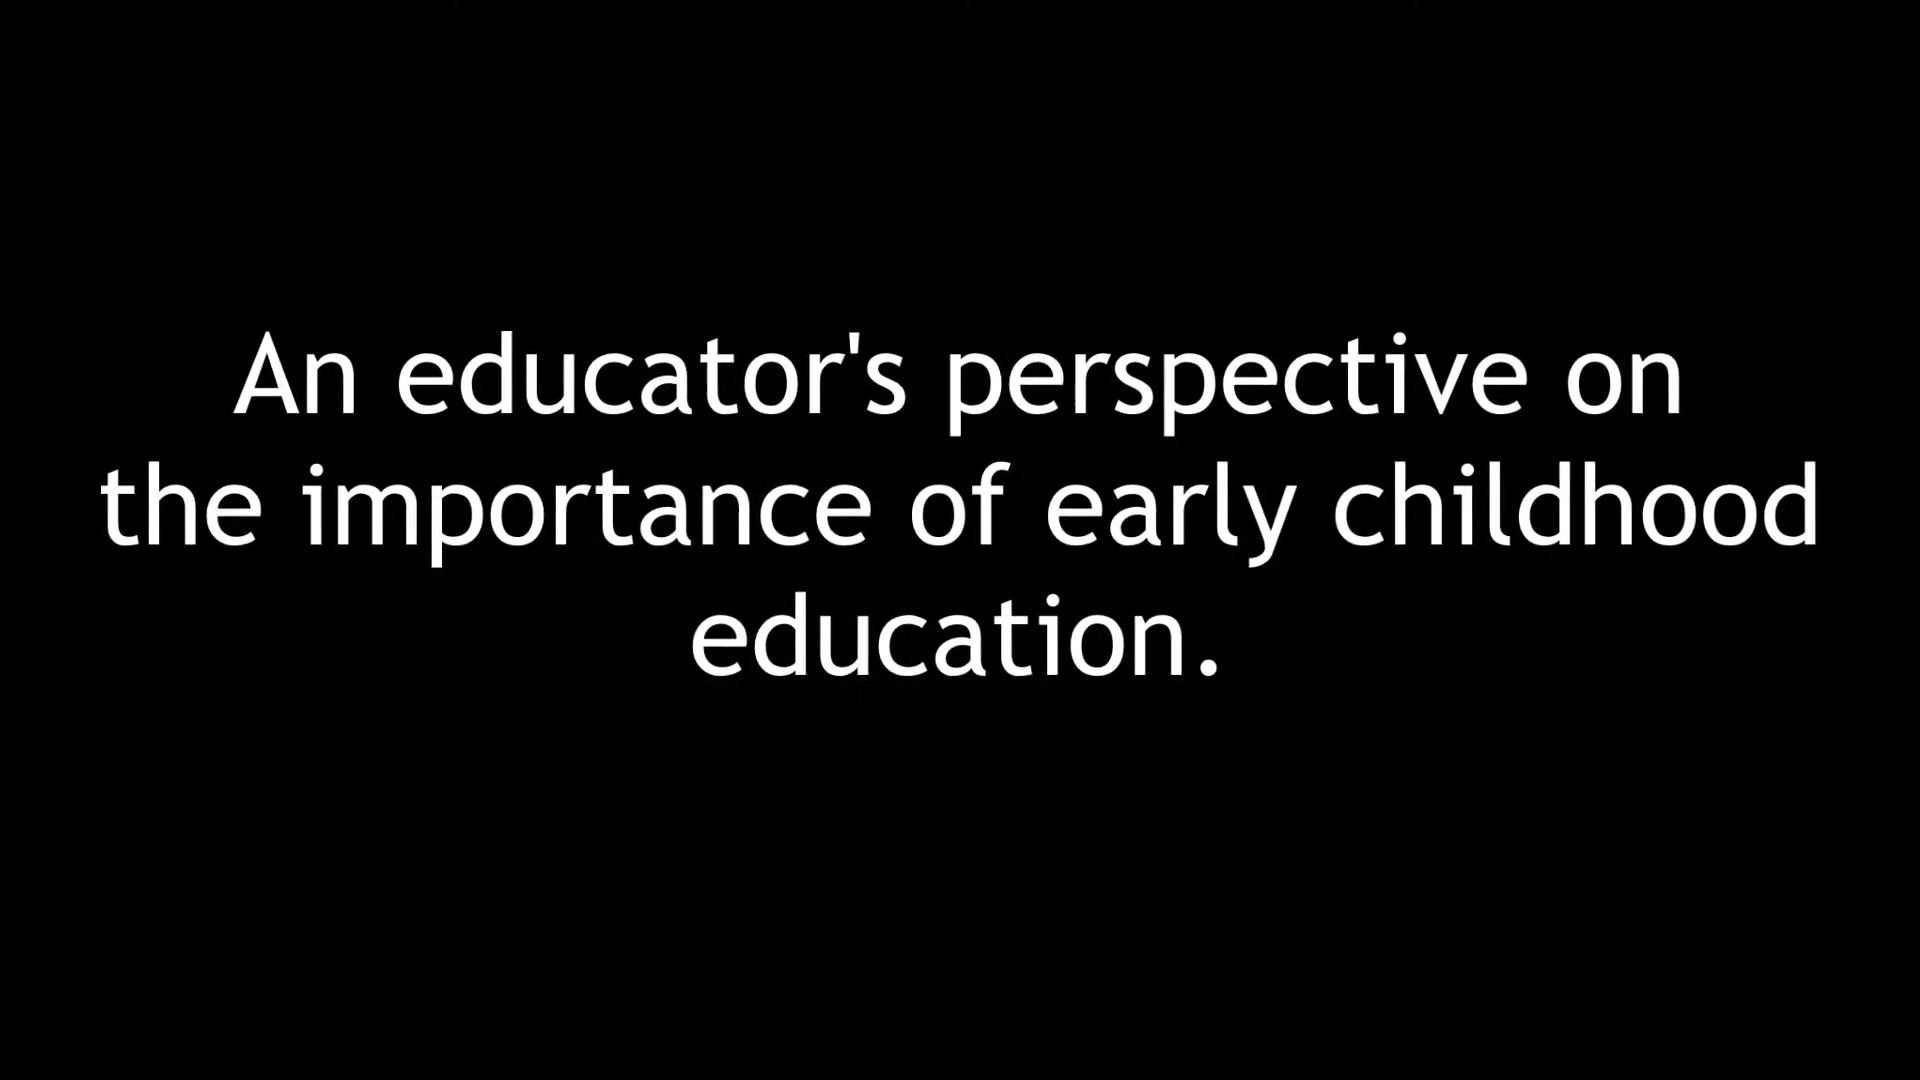 An educator's perspective on
the importance of early childhood
education.